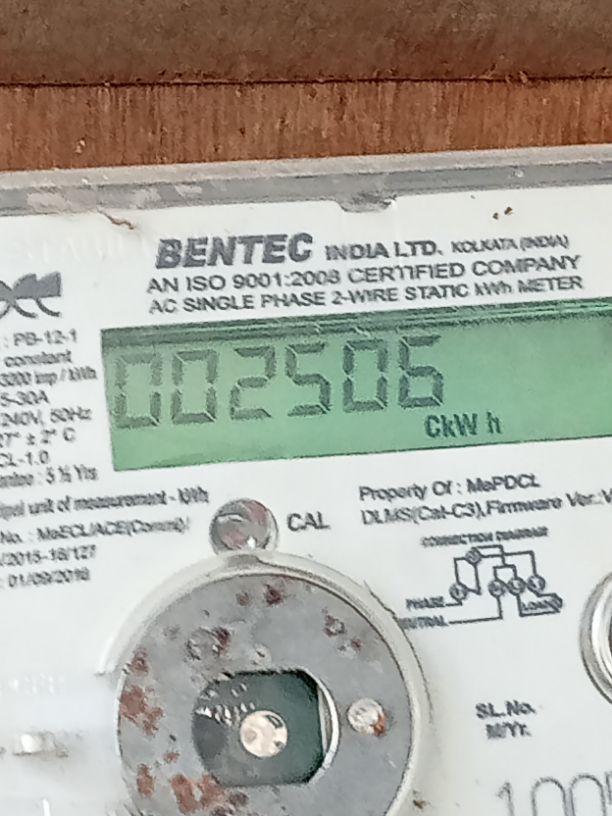 BENTEC INDIA LTD. KOLKATA (INDIA)
AN ISO 9001:2008 CERTIFIED COMPANY
AC SINGLE PHASE 2-WIRE STATIC kWh METER
: PB-12-1
constant
3200 imp / kWh
5-30A
240V, 50Hz
27° ± 2° C
CL-1.0
: 5 ½ Yrs
002506
CkWh
unit of measurement - kWh
No. : MeECL/ACE(Comml)/
/2015-16/127
: 01/09/2016
CAL
Property Of : MePDCL
DLMS(Cat-C3),Firmware Ver.:V
CONNECTION DIAGRAM
PHASE
NEUTRAL
LOAD
SL.No.
M/Yr.